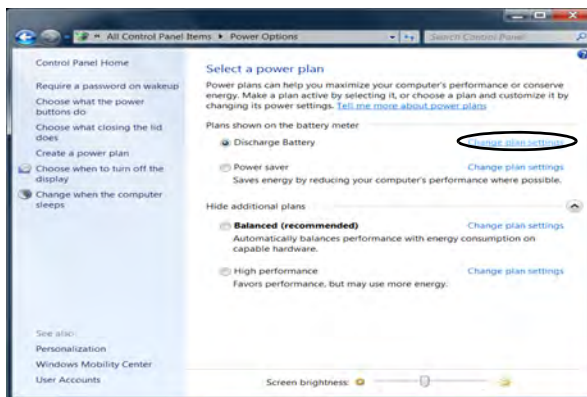 All Control Panel Items ▸ Power Options
Search Control Panel
Control Panel Home
Require a password on wakeup
Choose what the power
buttons do
Choose what closing the lid
does
Create a power plan
Choose when to turn off the
display
Change when the computer
sleeps
See also
Personalization
Windows Mobility Center
User Accounts
Select a power plan
Power plans can help you maximize your computer's performance or conserve
energy. Make a plan active by selecting it, or choose a plan and customize it by
changing its power settings. Tell me more about power plans
Plans shown on the battery meter
Discharge Battery Change plan settings
Power saver Change plan settings
Saves energy by reducing your computer's performance where possible.
Hide additional plans
Balanced (recommended) Change plan settings
Automatically balances performance with energy consumption on
capable hardware.
High performance Change plan settings
Favors performance, but may use more energy.
Screen brightness: